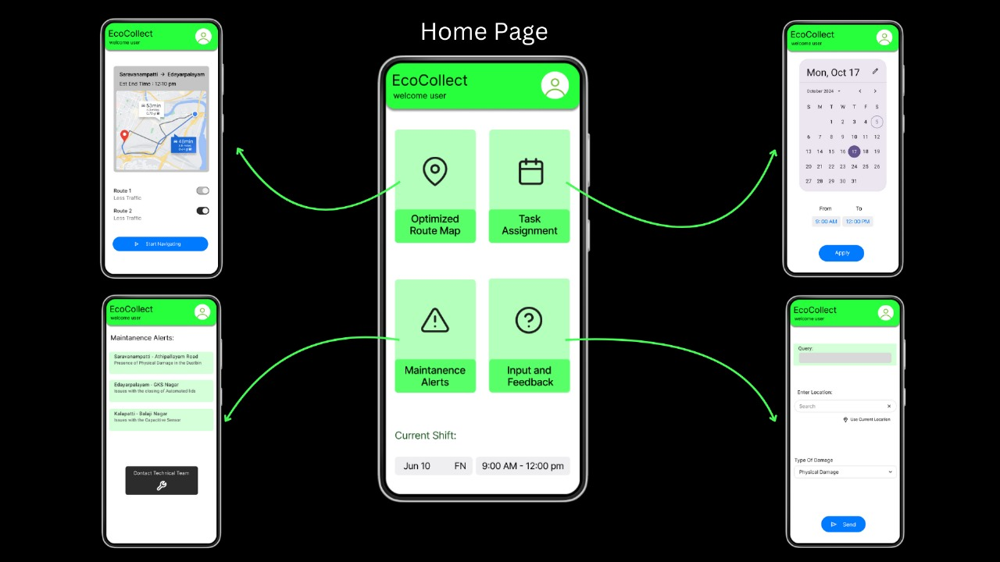 Home Page
EcoCollect
welcome user
Optimized
Route Map
Task
Assignment
Maintanence
Alerts
Input and
Feedback
Current Shift:
Jun 10 FN 9:00 AM - 12:00 pm
EcoCollect
welcome user
Saravanampatti → Edayarpalayam
Est End Time : 12:10 pm
53min
48min
Route 1
Less Traffic
Route 2
Less Traffic
Start Navigating
EcoCollect
welcome user
Maintanence Alerts:
Saravanampatti - Athipallayam Road
Presence of Physical Damage in the Dustbin
Edayarpalayam - GKS Nagar
Issues with the closing of Automated lids
Kalapatti - Balaji Nagar
Issues with the Capacitive Sensor
Contact Technical Team
EcoCollect
welcome user
Mon, Oct 17
October 2024
S M T W T F S
1 2 3 4 5
6 7 8 9 10 11 12
13 14 15 16 17 18 19
20 21 22 23 24 25 26
27 28 29 30 31
From To
9: 00 AM 12: 00 PM
Apply
EcoCollect
welcome user
Query:
Enter Location:
Search
Use Current Location
Type Of Damage
Physical Damage
Send